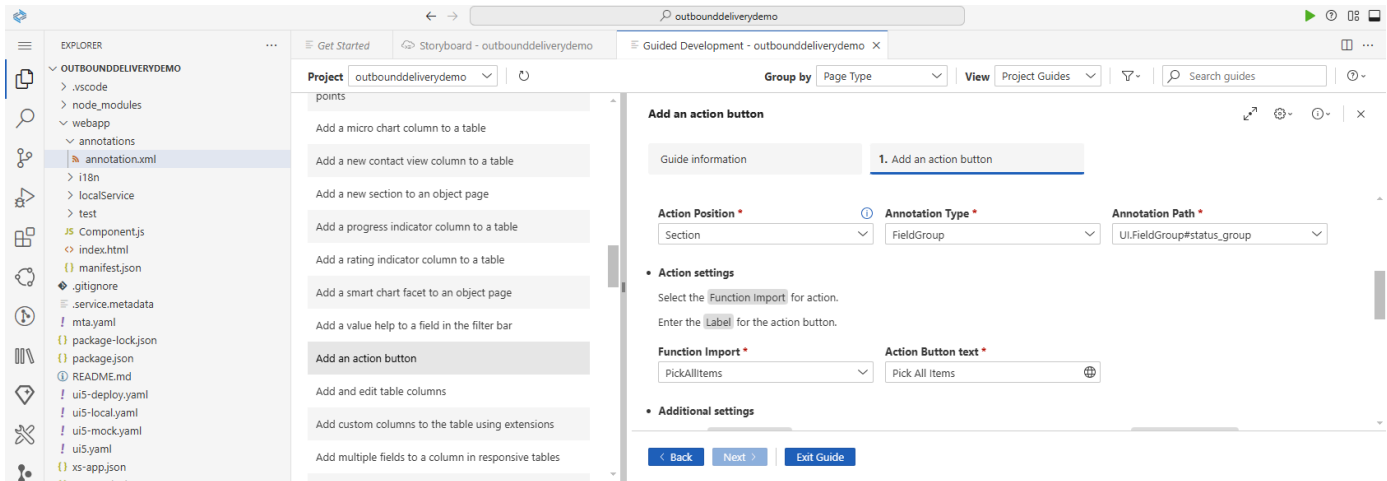 outbounddeliverydemo
EXPLORER
OUTBOUNDDELIVERYDEMO
.vscode
node_modules
webapp
annotations
annotation.xml
i18n
localService
test
JS Component.js
<> index.html
{} manifest.json
.gitignore
.service.metadata
! mta.yaml
{} package-lock.json
{} package.json
README.md
! ui5-deploy.yaml
! ui5-local.yaml
! ui5-mock.yaml
! ui5.yaml
{} xs-app.json
Get Started
Storyboard - outbounddeliverydemo
Guided Development - outbounddeliverydemo
Project outbounddeliverydemo
Group by Page Type
View Project Guides
Search guides
points
Add a micro chart column to a table
Add a new contact view column to a table
Add a new section to an object page
Add a progress indicator column to a table
Add a rating indicator column to a table
Add a smart chart facet to an object page
Add a value help to a field in the filter bar
Add an action button
Add and edit table columns
Add custom columns to the table using extensions
Add multiple fields to a column in responsive tables
Add an action button
Guide information
1. Add an action button
Action Position *
Section
Annotation Type *
FieldGroup
Annotation Path *
UI.FieldGroup#status_group
• Action settings
Select the Function Import for action.
Enter the Label for the action button.
Function Import *
PickAllItems
Action Button text *
Pick All Items
• Additional settings
< Back
Next >
Exit Guide